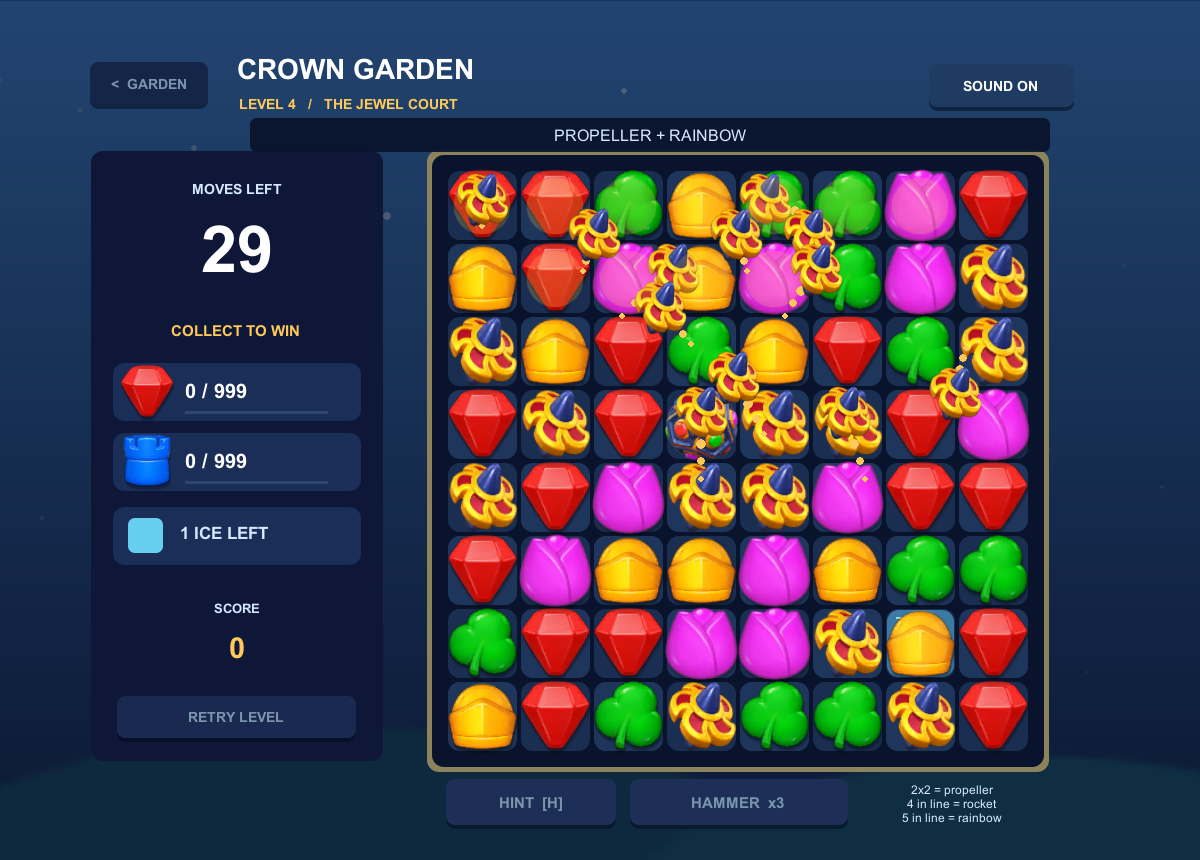 < GARDEN
CROWN GARDEN
LEVEL 4 / THE JEWEL COURT
SOUND ON
PROPELLER + RAINBOW
MOVES LEFT
29
COLLECT TO WIN
0 / 999
0 / 999
1 ICE LEFT
SCORE
0
RETRY LEVEL
HINT [H]
HAMMER x3
2x2 = propeller
4 in line = rocket
5 in line = rainbow